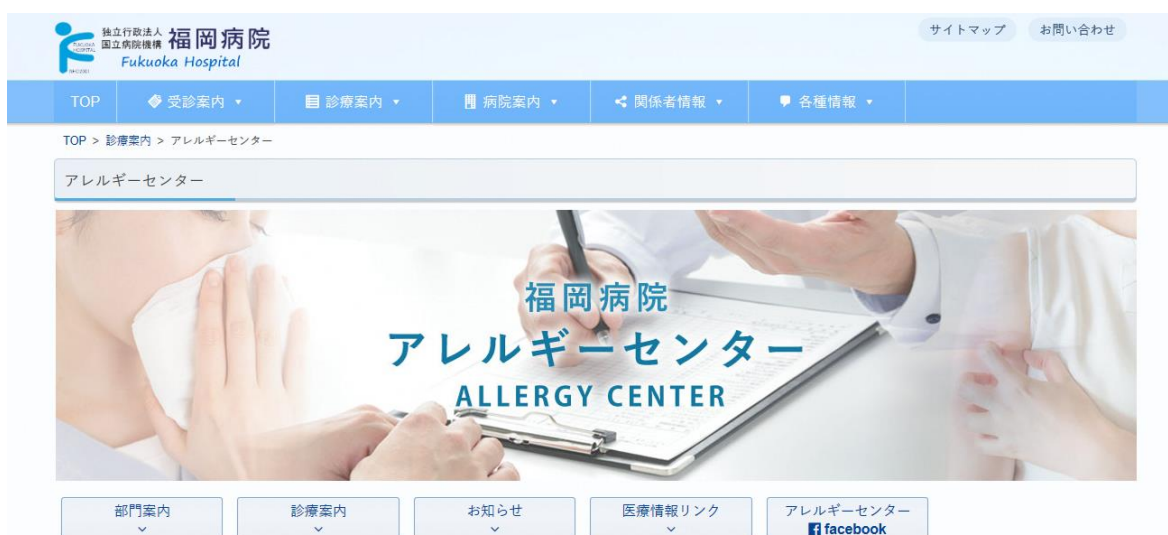 独立行政法人
国立病院機構 福岡病院
Fukuoka Hospital
サイトマップ お問い合わせ
TOP 受診案内 ▼ 診療案内 ▼ 病院案内 ▼ 関係者情報 ▼ 各種情報 ▼
TOP > 診療案内 > アレルギーセンター
アレルギーセンター
福岡病院
アレルギーセンター
ALLERGY CENTER
部門案内 診療案内 お知らせ 医療情報リンク アレルギーセンター
facebook